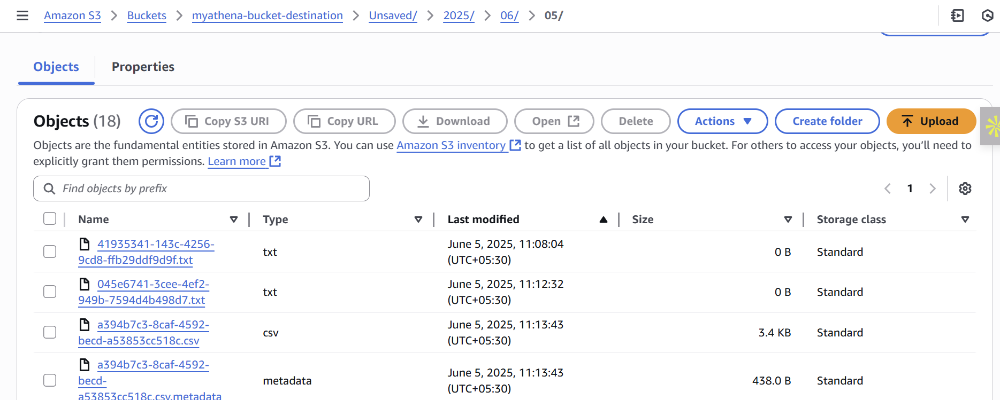 Amazon S3 > Buckets > myathena-bucket-destination > Unsaved/ > 2025/ > 06/ > 05/
Objects Properties
Objects (18) Copy S3 URI Copy URL Download Open Delete Actions Create folder Upload
Objects are the fundamental entities stored in Amazon S3. You can use Amazon S3 inventory to get a list of all objects in your bucket. For others to access your objects, you’ll need to
explicitly grant them permissions. Learn more
Find objects by prefix
1
Name Type Last modified Size Storage class
41935341-143c-4256-
9cd8-ffb29ddf9d9f.txt
txt
June 5, 2025, 11:08:04
(UTC+05:30)
0 B
Standard
045e6741-3cee-4ef2-
949b-7594d4b498d7.txt
txt
June 5, 2025, 11:12:32
(UTC+05:30)
0 B
Standard
a394b7c3-8caf-4592-
becd-a53853cc518c.csv
csv
June 5, 2025, 11:13:43
(UTC+05:30)
3.4 KB
Standard
a394b7c3-8caf-4592-
becd-
a53853cc518c.csv.metadata
metadata
June 5, 2025, 11:13:43
(UTC+05:30)
438.0 B
Standard